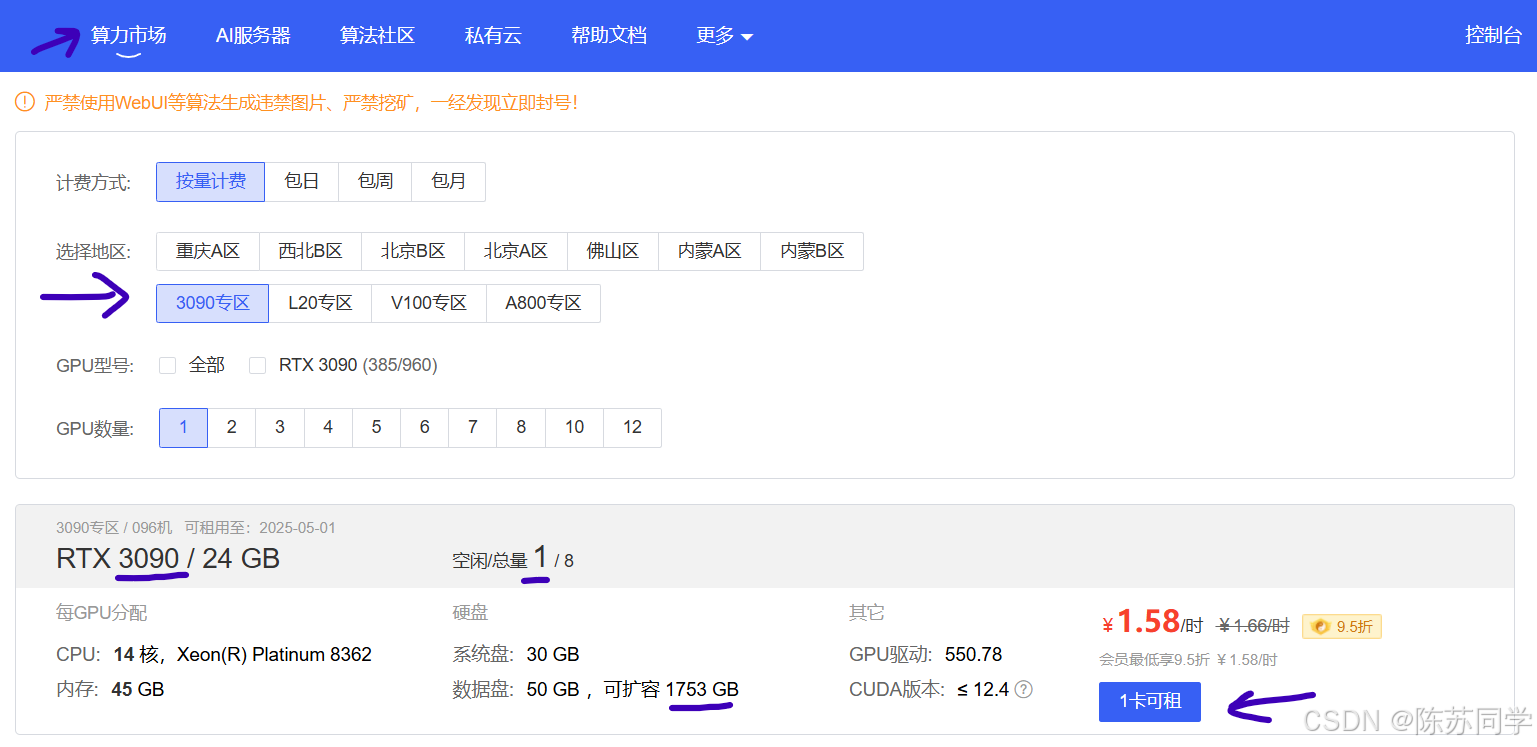 算力市场 AI服务器 算法社区 私有云 帮助文档 更多 控制台
严禁使用WebUI等算法生成违禁图片、严禁挖矿，一经发现立即封号！
计费方式: 按量计费 包日 包周 包月
选择地区: 重庆A区 西北B区 北京B区 北京A区 佛山区 内蒙A区 内蒙B区
3090专区 L20专区 V100专区 A800专区
GPU型号: 全部 RTX 3090 (385/960)
GPU数量: 1 2 3 4 5 6 7 8 10 12
3090专区 / 096机 可租用至：2025-05-01
RTX 3090 / 24 GB 空闲/总量 1 / 8
每GPU分配 硬盘 其它 ￥1.58/时 ￥1.66/时 9.5折
CPU: 14 核，Xeon(R) Platinum 8362 系统盘: 30 GB GPU驱动: 550.78 会员最低享9.5折 ￥1.58/时
内存: 45 GB 数据盘: 50 GB ，可扩容 1753 GB CUDA版本: ≤ 12.4 ? 1卡可租
CSDN @陈苏同学